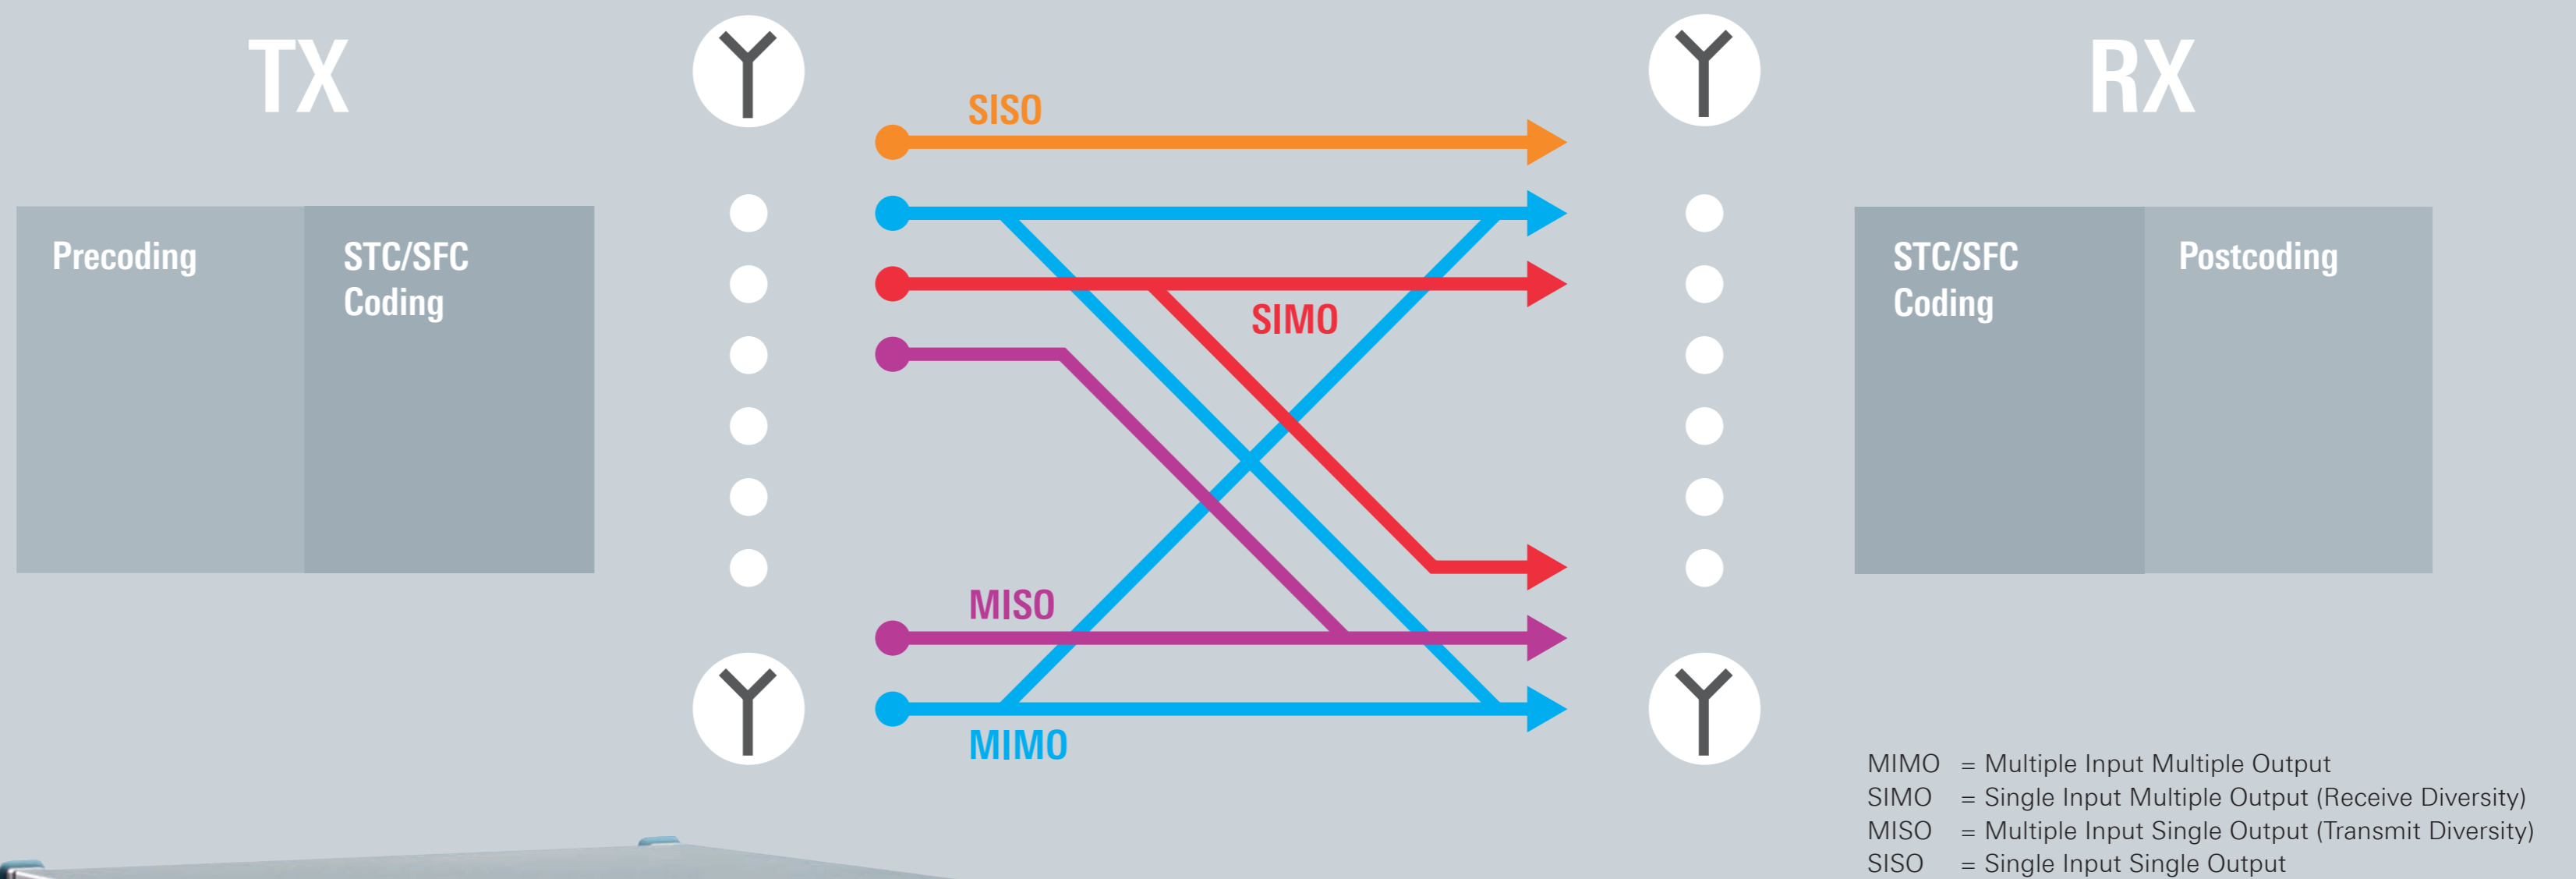 TX
RX
SISO
Precoding
STC/SFC
Coding
STC/SFC
Coding
Postcoding
SIMO
MISO
MIMO
MIMO = Multiple Input Multiple Output
SIMO = Single Input Multiple Output (Receive Diversity)
MISO = Multiple Input Single Output (Transmit Diversity)
SISO = Single Input Single Output